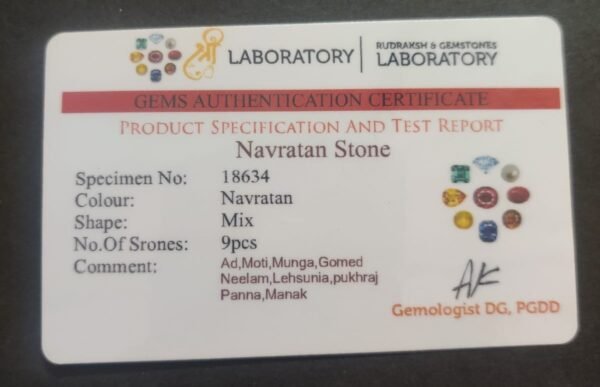 श्री LABORATORY
RUDRAKSH & GEMSTONES
LABORATORY
GEMS AUTHENTICATION CERTIFICATE
PRODUCT SPECIFICATION AND TEST REPORT
Navratan Stone
Specimen No: 18634
Colour: Navratan
Shape: Mix
No.Of Srones: 9pcs
Comment: Ad,Moti,Munga,Gomed
Neelam,Lehsunia,pukhraj
Panna,Manak
Gemologist DG, PGDD